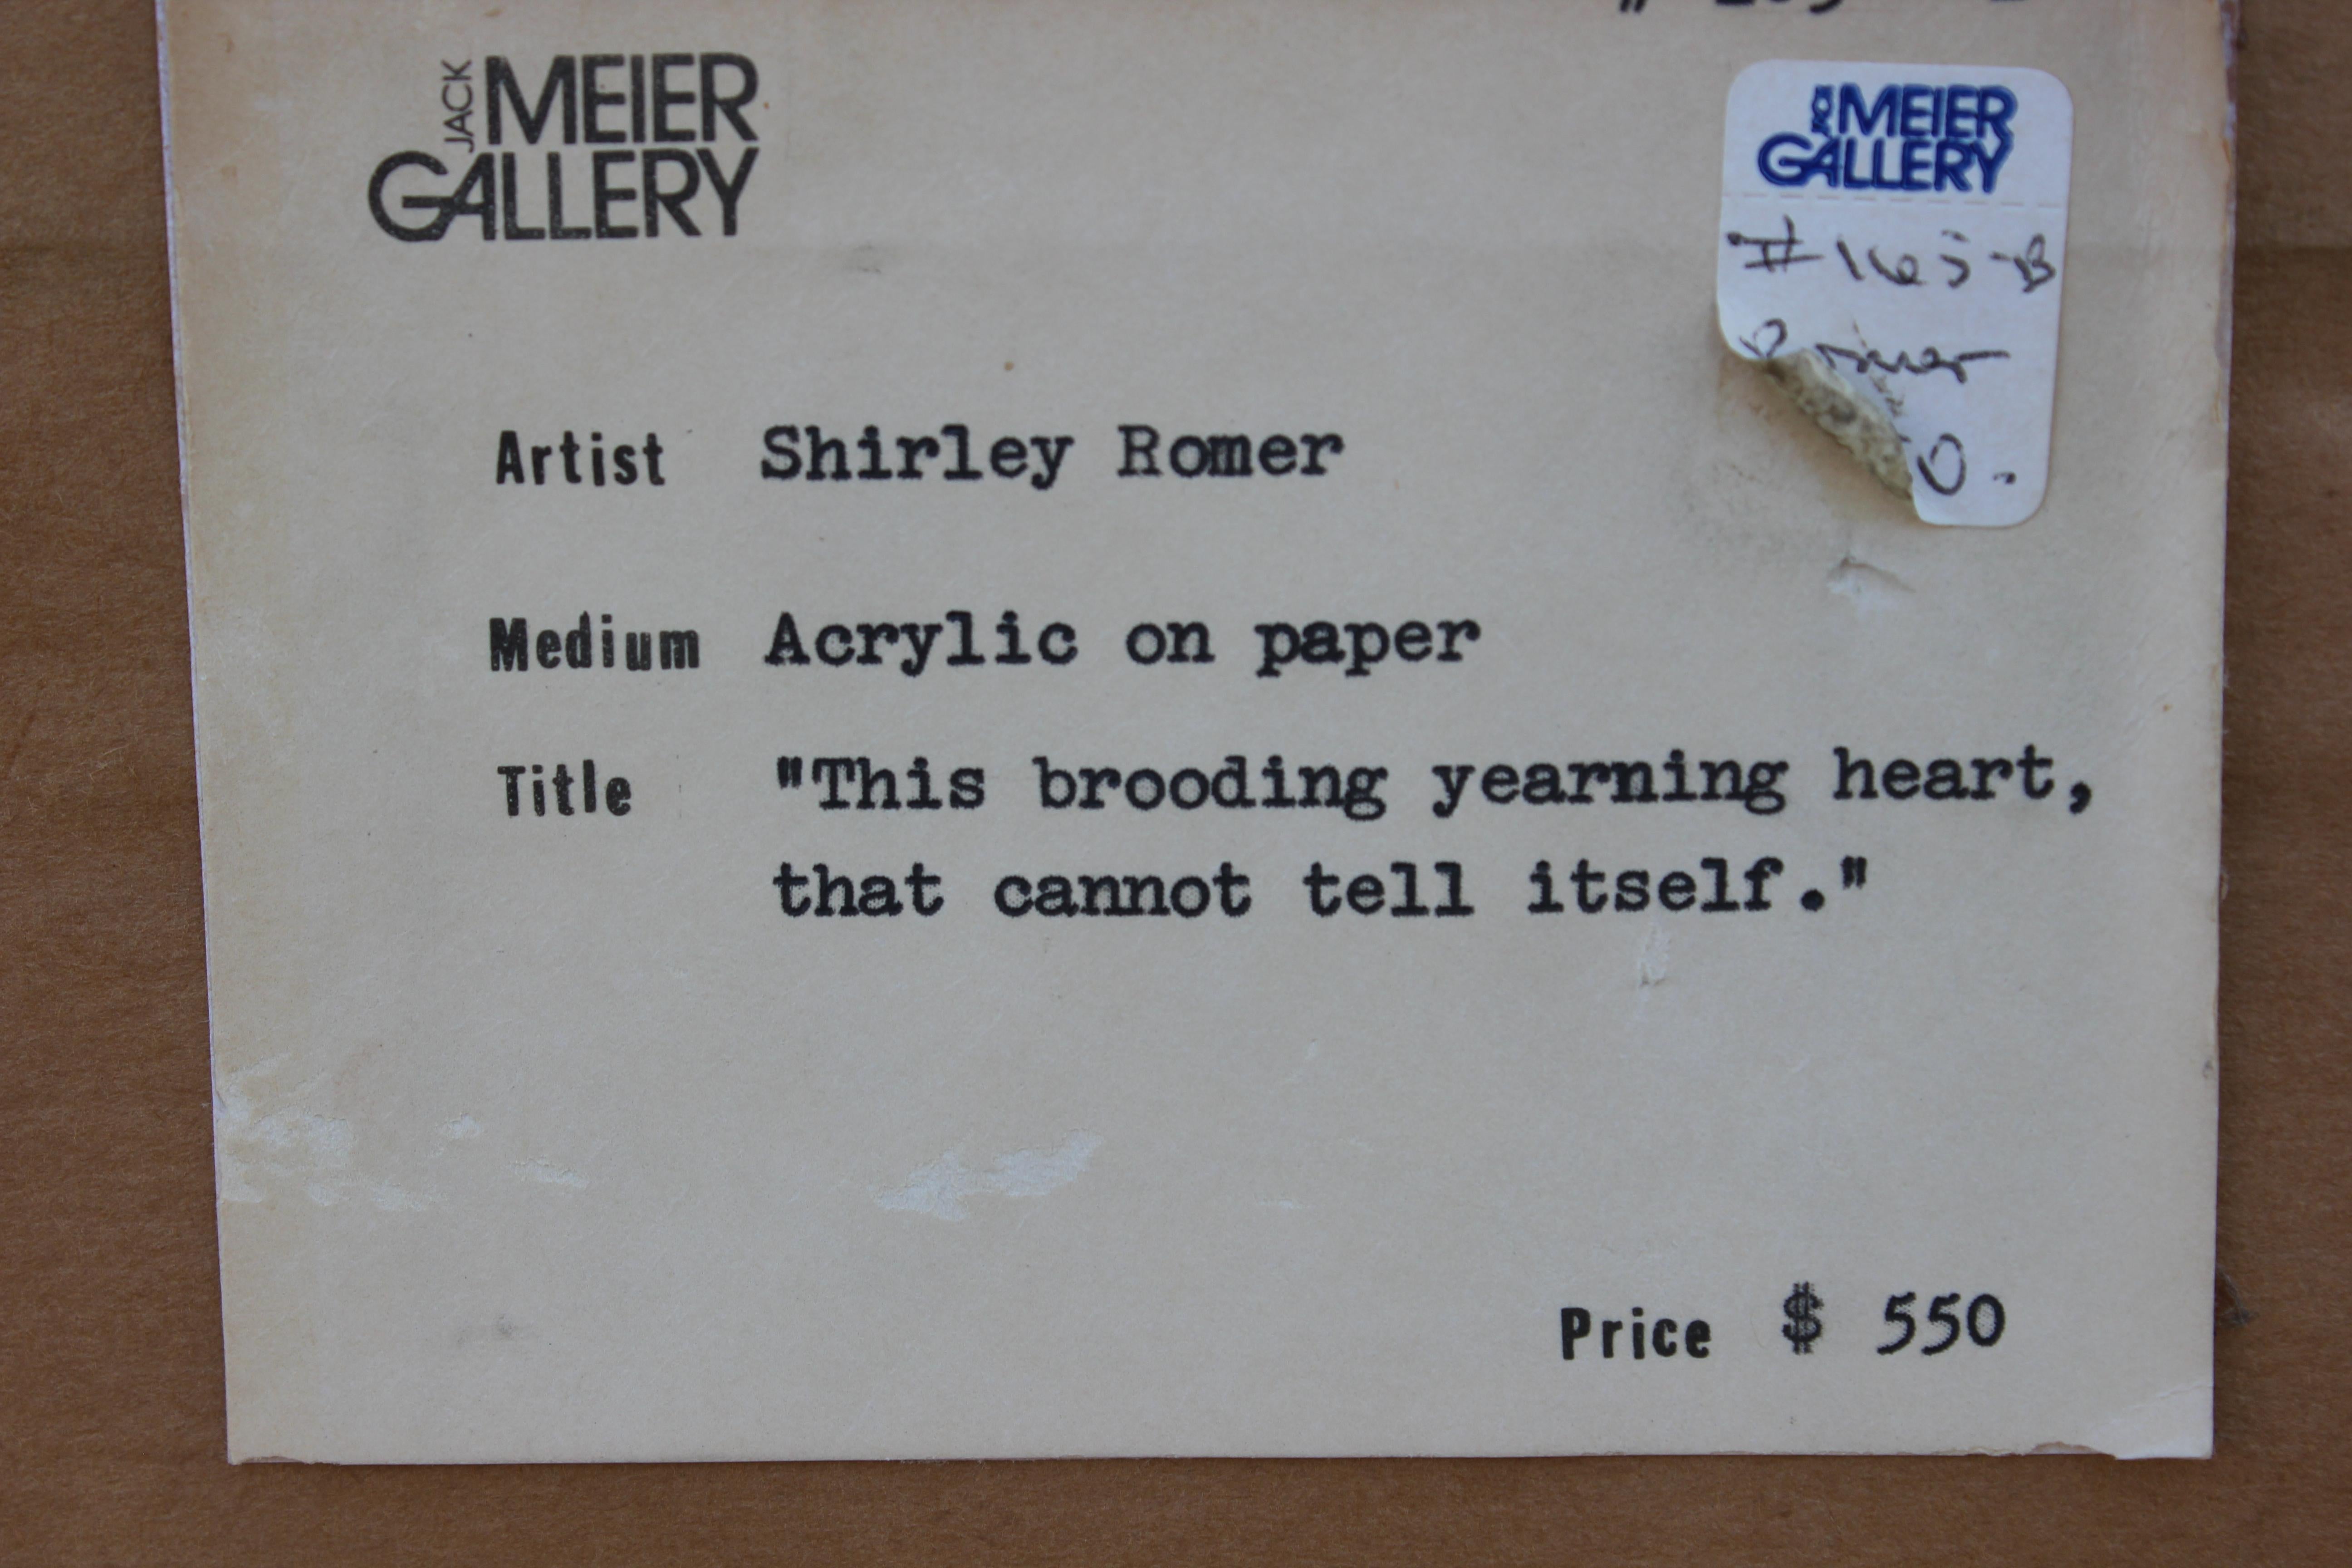 JACK MEIER
GALLERY
MEIER
GALLERY
#165-B
Artist Shirley Romer
Medium Acrylic on paper
Title "This brooding yearning heart,
that cannot tell itself."
Price $ 550